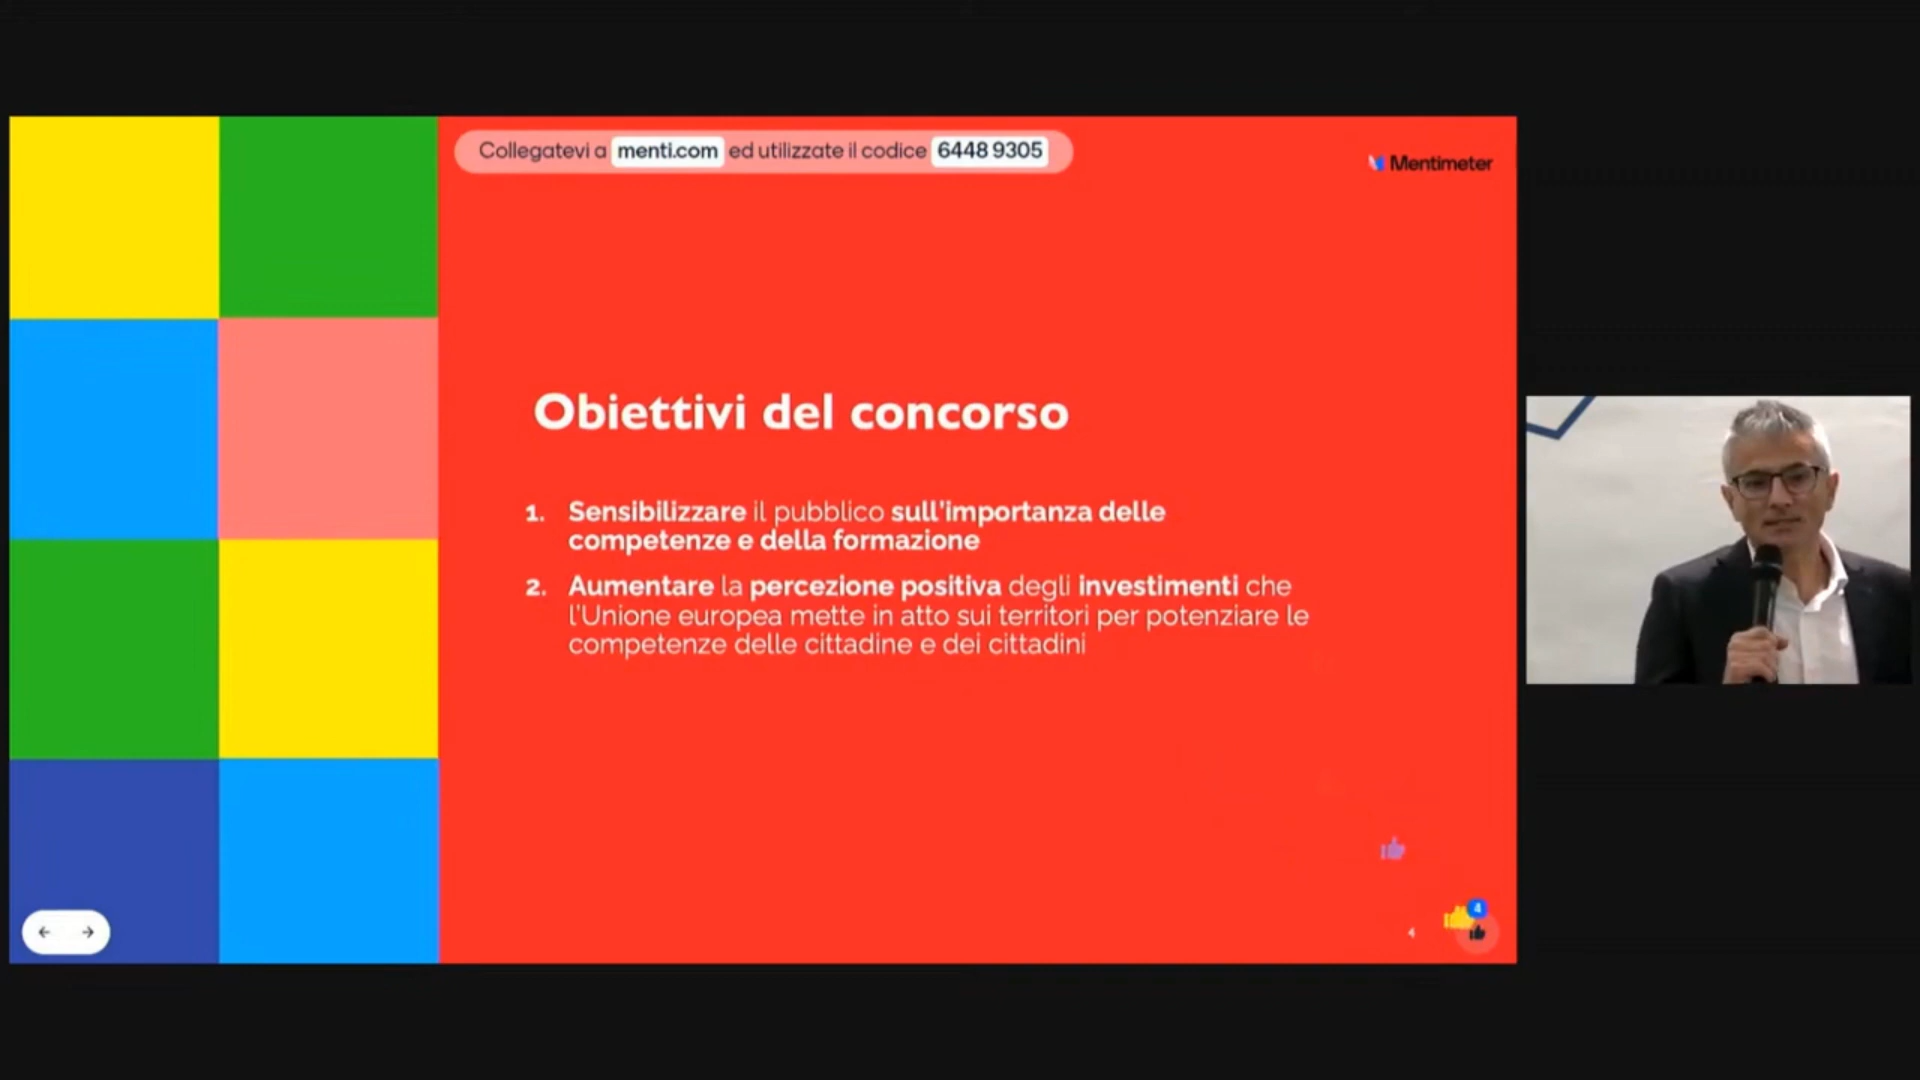 Collegatevi a menti.com ed utilizzate il codice 6448 9305
Mentimeter
Obiettivi del concorso
1. Sensibilizzare il pubblico sull'importanza delle
competenze e della formazione
2. Aumentare la percezione positiva degli investimenti che
l'Unione europea mette in atto sui territori per potenziare le
competenze delle cittadine e dei cittadini
4
4